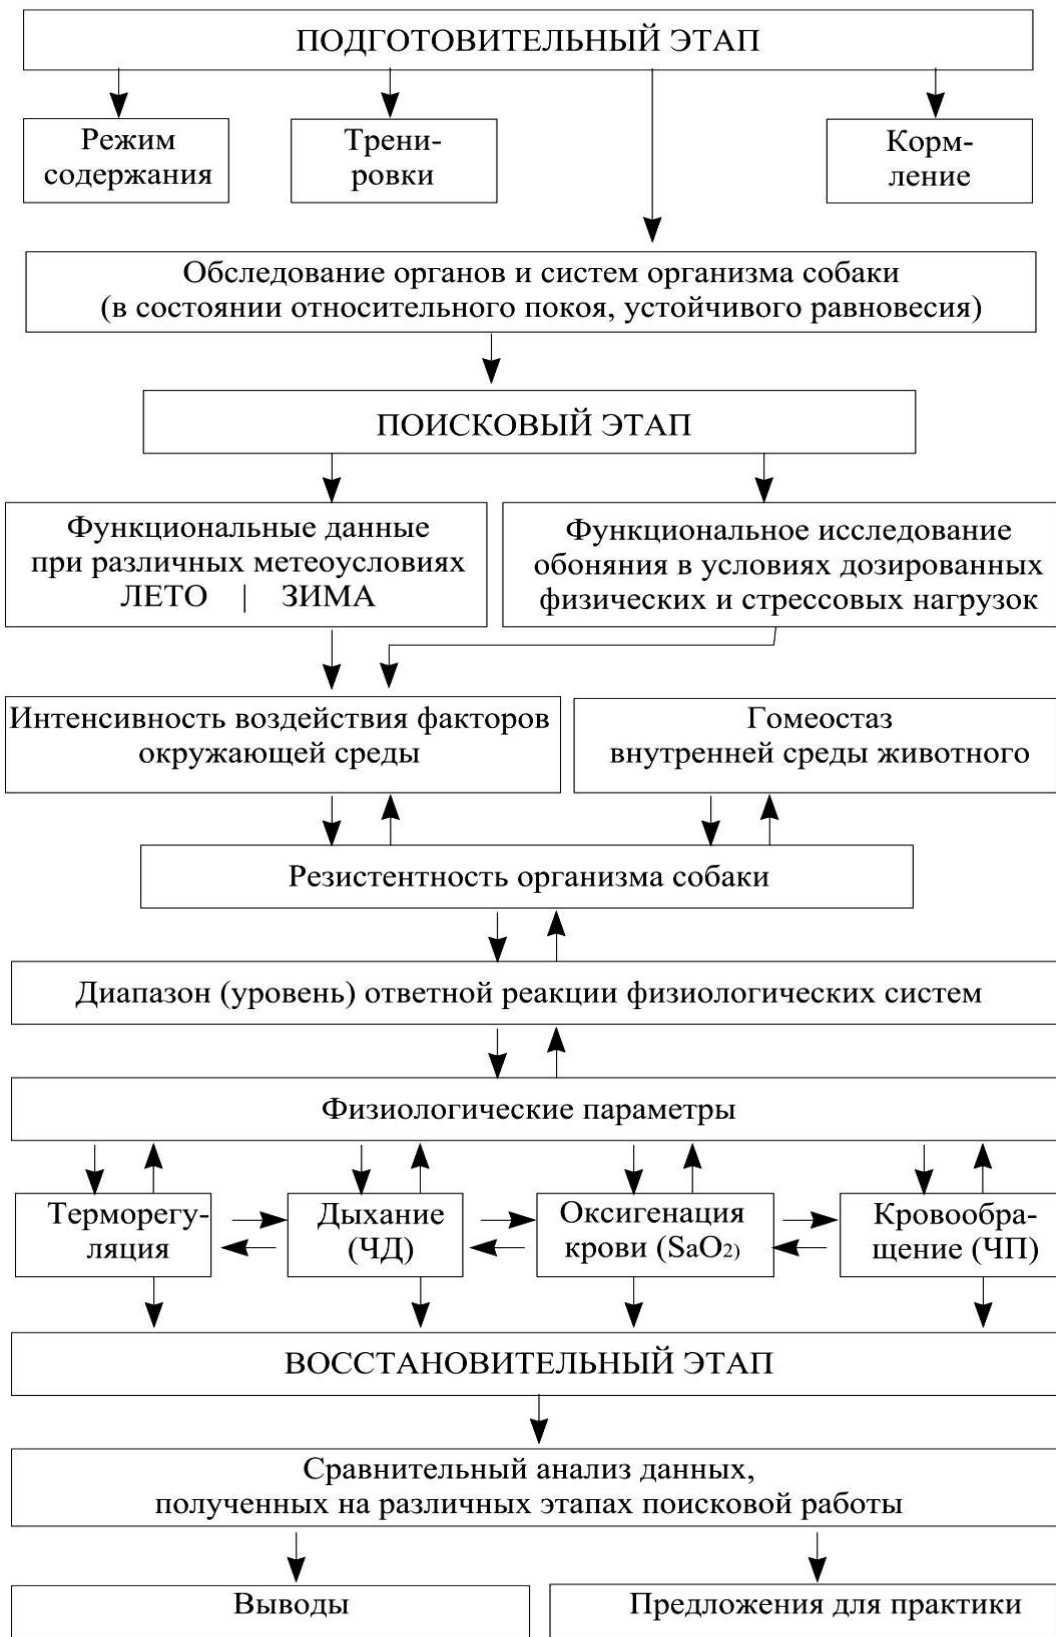 ПОДГОТОВИТЕЛЬНЫЙ ЭТАП
Режим
содержания
Трени-
ровки
Корм-
ление
Обследование органов и систем организма собаки
(в состоянии относительного покоя, устойчивого равновесия)
ПОИСКОВЫЙ ЭТАП
Функциональные данные
при различных метеоусловиях
ЛЕТО | ЗИМА
Функциональное исследование
обоняния в условиях дозированных
физических и стрессовых нагрузок
Интенсивность воздействия факторов
окружающей среды
Гомеостаз
внутренней среды животного
Резистентность организма собаки
Диапазон (уровень) ответной реакции физиологических систем
Физиологические параметры
Терморегу-
ляция
Дыхание
(ЧД)
Оксигенация
крови (SaO2)
Кровообра-
щение (ЧП)
ВОССТАНОВИТЕЛЬНЫЙ ЭТАП
Сравнительный анализ данных,
полученных на различных этапах поисковой работы
Выводы
Предложения для практики